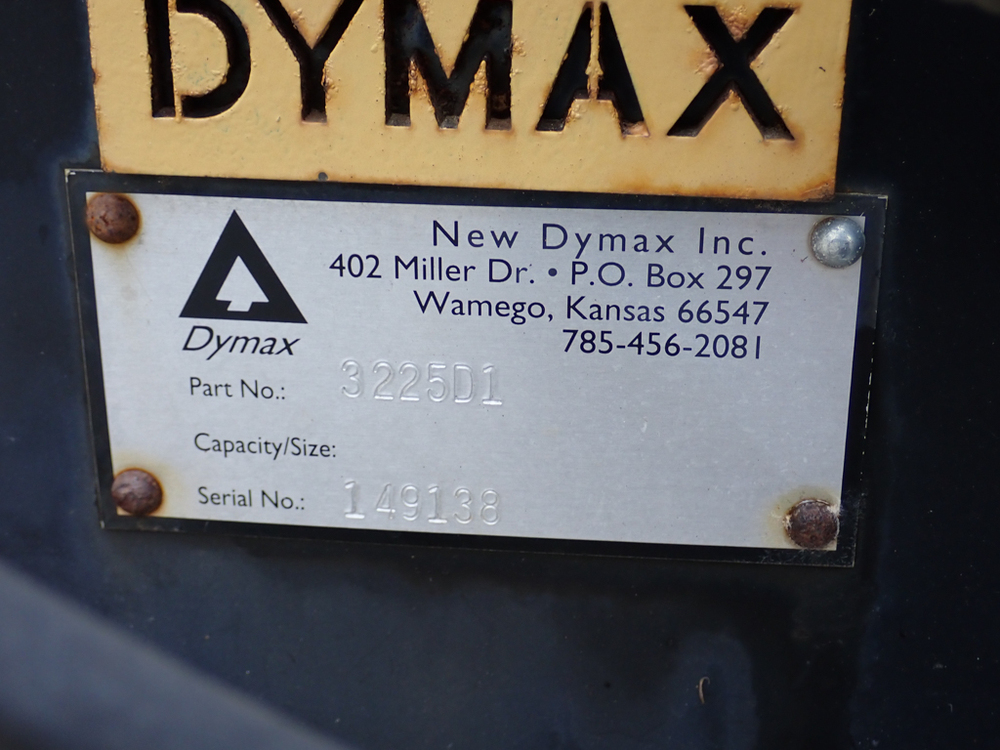 DYMAX
New Dymax Inc.
402 Miller Dr. • P.O. Box 297
Wamego, Kansas 66547
785-456-2081
Dymax
Part No.: 3225D1
Capacity/Size:
Serial No.: 149138